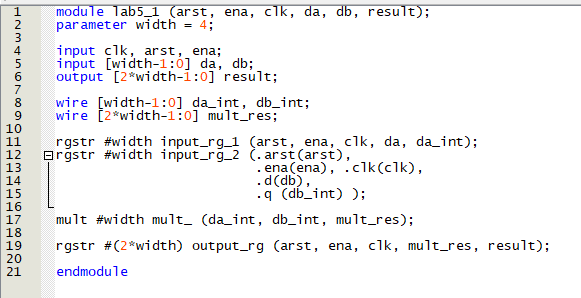 1 module lab5_1 (arst, ena, clk, da, db, result);
2 parameter width = 4;
3
4 input clk, arst, ena;
5 input [width-1:0] da, db;
6 output [2*width-1:0] result;
7
8 wire [width-1:0] da_int, db_int;
9 wire [2*width-1:0] mult_res;
10
11 rgstr #width input_rg_1 (arst, ena, clk, da, da_int);
12 rgstr #width input_rg_2 (.arst(arst),
13 .ena(ena), .clk(clk),
14 .d(db),
15 .q (db_int) );
16
17 mult #width mult_ (da_int, db_int, mult_res);
18
19 rgstr #(2*width) output_rg (arst, ena, clk, mult_res, result);
20
21 endmodule